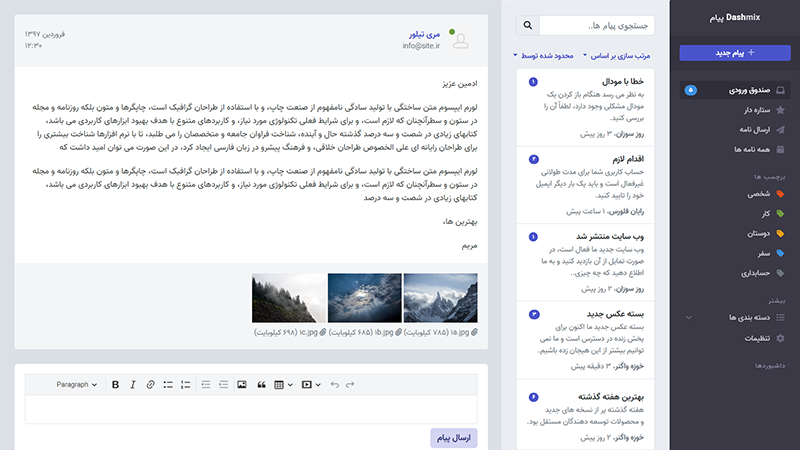 Dashmix پیام
پیام جدید
صندوق ورودی
۵
ستاره دار
ارسال نامه
همه نامه ها
برچسب ها
شخصی
کار
دوستان
سفر
حسابداری
بیشتر
دسته بندی ها
تنظیمات
داشبوردها
جستجوی پیام ها..
مرتب سازی بر اساس
محدود شده توسط
خطا با مودال
۱
به نظر می رسد هنگام باز کردن یک
مودال مشکلی وجود دارد، لطفاً آن را
بررسی کنید.
روز سوزان، ۳ روز پیش
اقدام لازم
۲
حساب کاربری شما برای مدت طولانی
غیرفعال است و باید یک بار دیگر ایمیل
خود را تایید کنید.
رایان فلورس، ۱ ساعت پیش
وب سایت منتشر شد
۱
وب سایت جدید ما فعال است، در
صورت تمایل از آن بازدید کنید و به ما
اطلاع دهید که چه چیزی..
روز سوزان، ۲ روز پیش
بسته عکس جدید
۳
بسته عکس جدید ما اکنون برای
پخش زنده در دسترس است و ما نمی
توانیم بیشتر از این هیجان زده باشیم.
خوزه واگنر، ۳ دقیقه پیش
بهترین هفته گذشته
۶
هفته گذشته پر از نسخه های جدید
و محصولات توسعه دهندگان مستقل بود.
خوزه واگنر، ۲ روز پیش
مری تیلور
info@site.ir
فروردین ۱۳۹۷
۱۲:۳۰
ادمین عزیز
لورم ایپسوم متن ساختگی با تولید سادگی نامفهوم از صنعت چاپ، و با استفاده از طراحان گرافیک است، چاپگرها و متون بلکه روزنامه و مجله
در ستون و سطرآنچنان که لازم است، و برای شرایط فعلی تکنولوژی مورد نیاز، و کاربردهای متنوع با هدف بهبود ابزارهای کاربردی می باشد،
کتابهای زیادی در شصت و سه درصد گذشته حال و آینده، شناخت فراوان جامعه و متخصصان را می طلبد، تا با نرم افزارها شناخت بیشتری را
برای طراحان رایانه ای علی الخصوص طراحان خلاقی، و فرهنگ پیشرو در زبان فارسی ایجاد کرد، در این صورت می توان امید داشت که
لورم ایپسوم متن ساختگی با تولید سادگی نامفهوم از صنعت چاپ، و با استفاده از طراحان گرافیک است، چاپگرها و متون بلکه روزنامه و مجله
در ستون و سطرآنچنان که لازم است، و برای شرایط فعلی تکنولوژی مورد نیاز، و کاربردهای متنوع با هدف بهبود ابزارهای کاربردی می باشد،
کتابهای زیادی در شصت و سه درصد
بهترین ها،
مریم
1a.jpg (۷۸۵ کیلوبایت)
1b.jpg (۶۸۵ کیلوبایت)
1c.jpg (۶۹۸ کیلوبایت)
Paragraph
B I
ارسال پیام